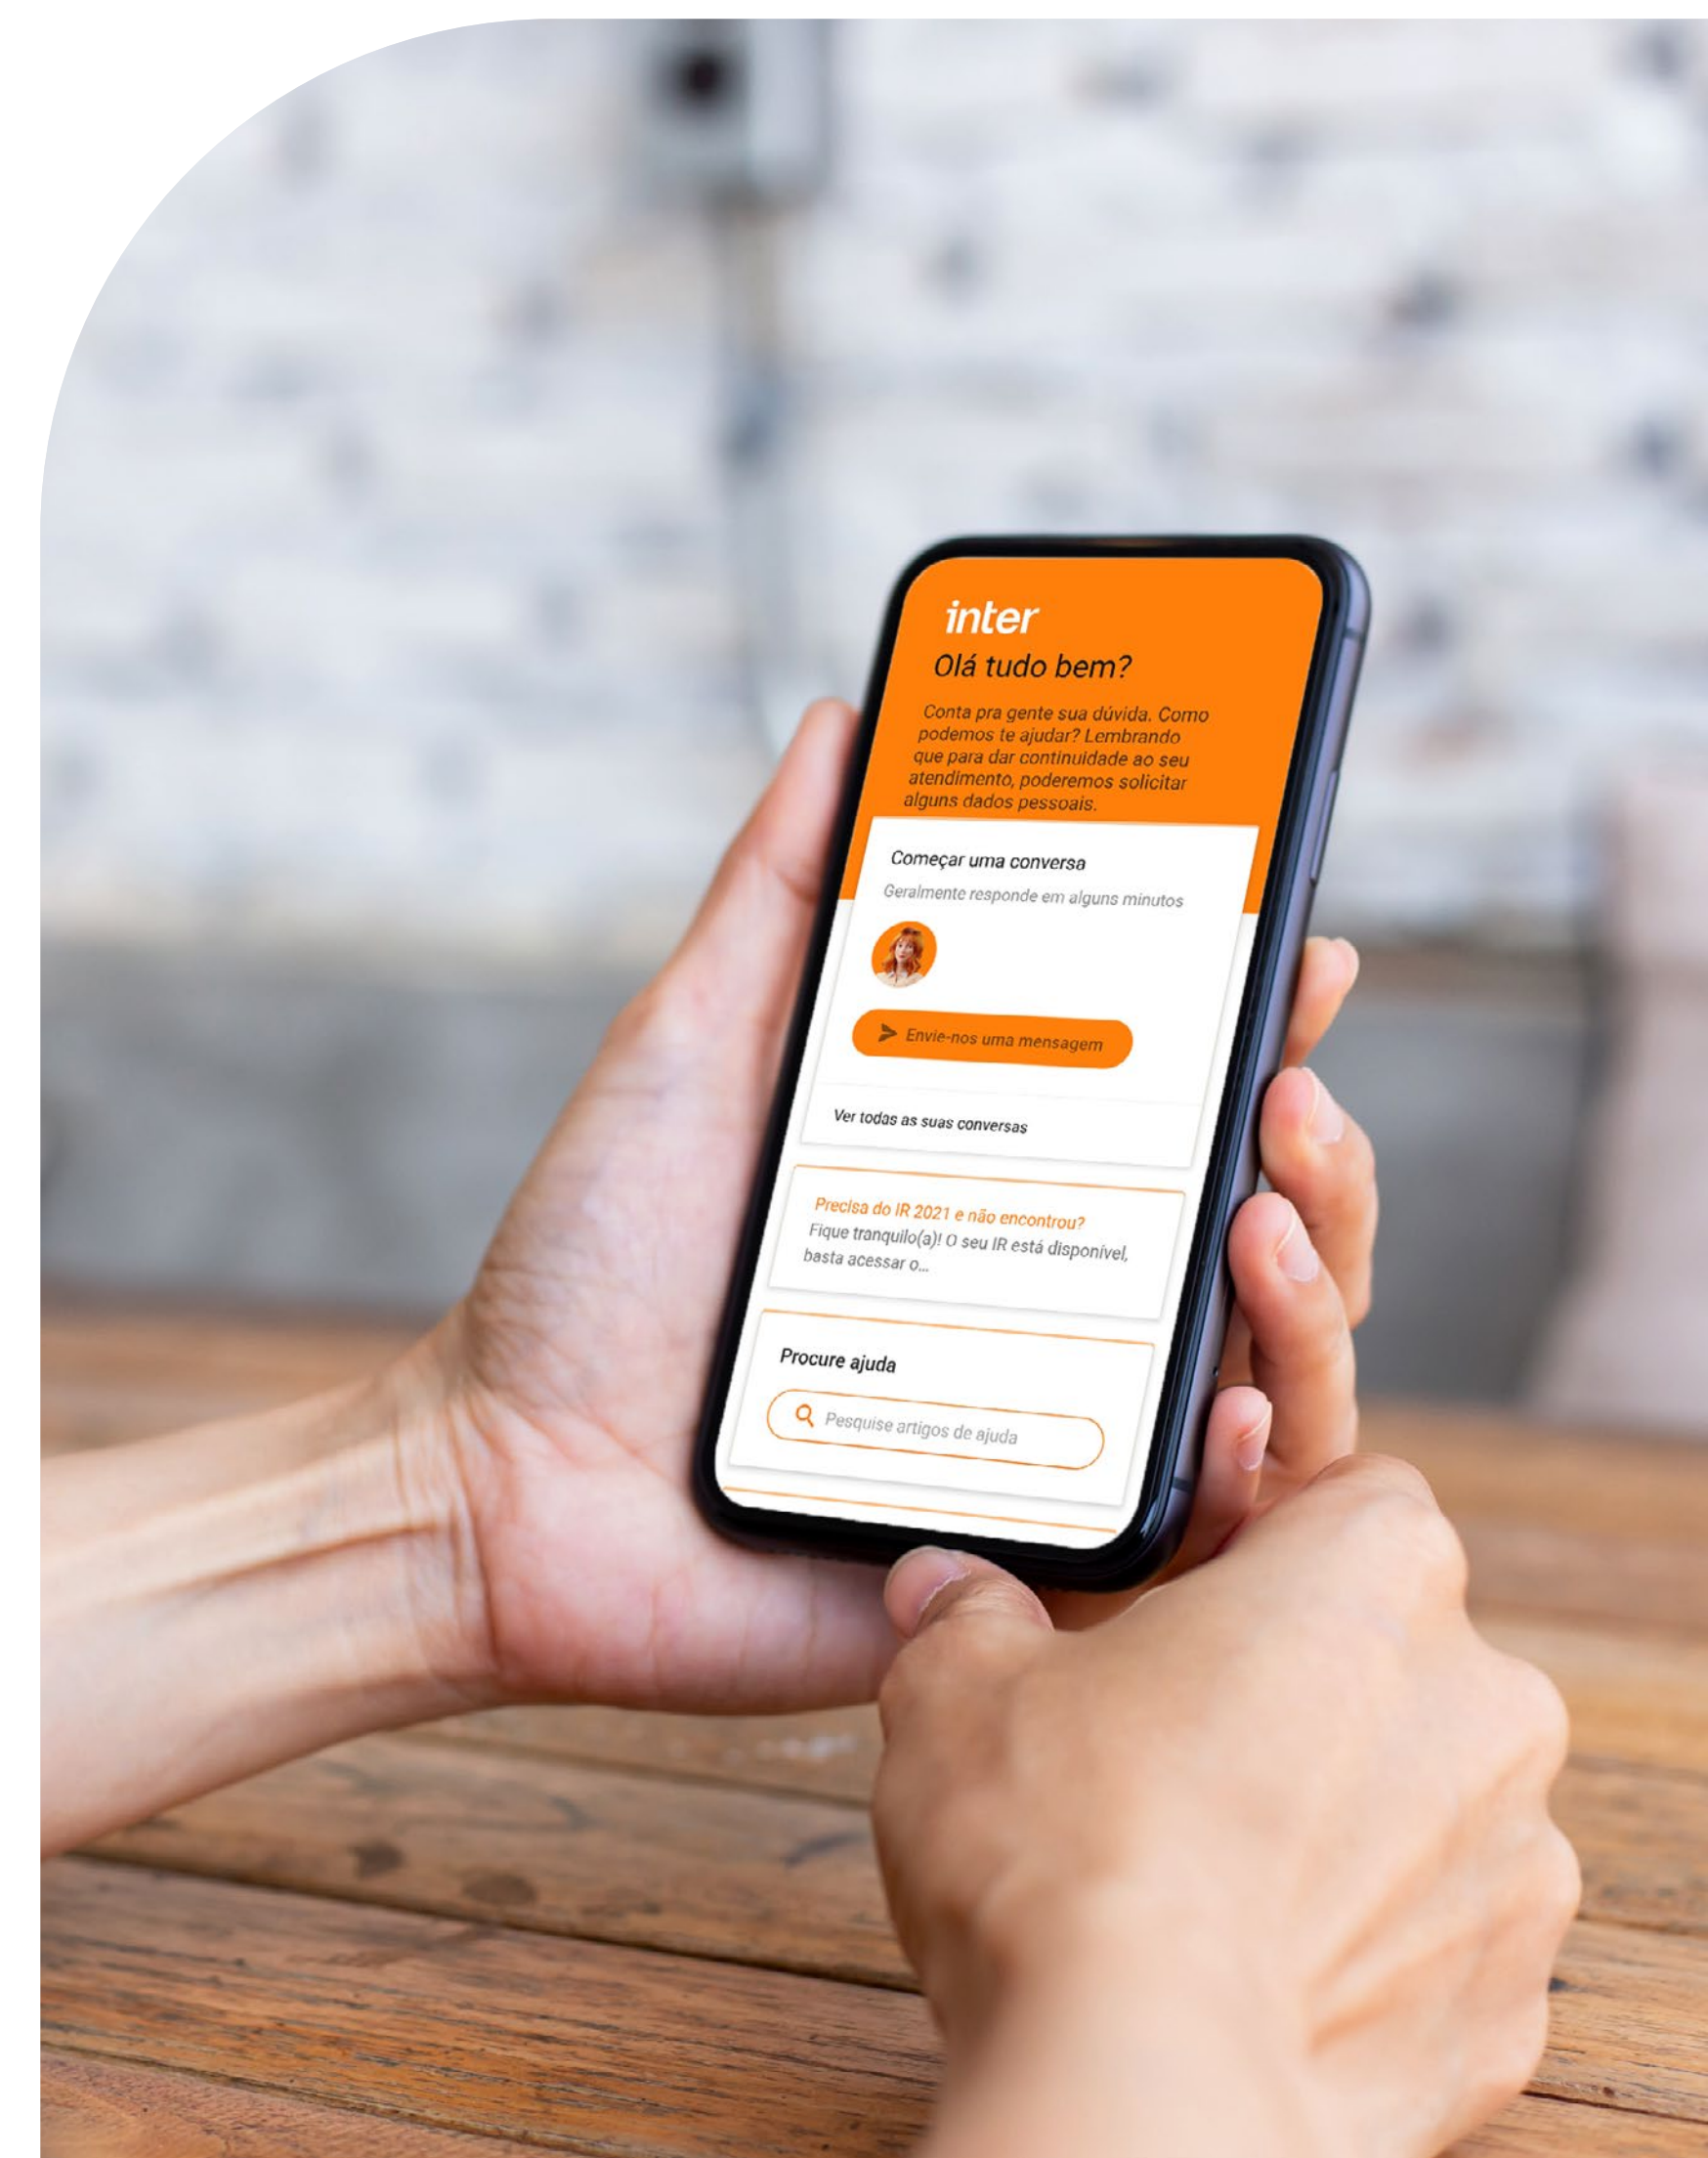 inter
Olá tudo bem?
Conta pra gente sua dúvida. Como
podemos te ajudar? Lembrando
que para dar continuidade ao seu
atendimento, poderemos solicitar
alguns dados pessoais.
Começar uma conversa
Geralmente responde em alguns minutos
Envie-nos uma mensagem
Ver todas as suas conversas
Precisa do IR 2021 e não encontrou?
Fique tranquilo(a)! O seu IR está disponível,
basta acessar o...
Procure ajuda
Pesquise artigos de ajuda